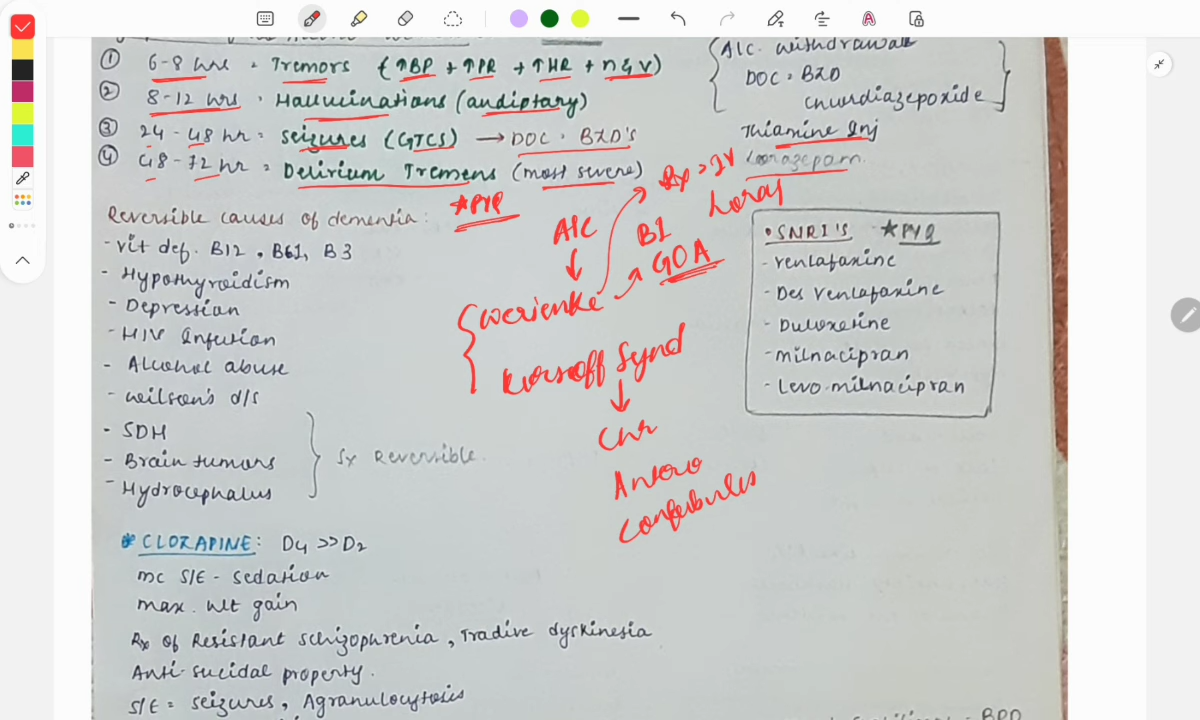 ① 6-8 hrs = Tremors (↑BP + ↑PR + ↑HR + n&v)
② 8-12 hrs. Hallucinations (audiptary)
③ 24-48 hr = seizures (GTCS) → DOC. BZD's
④ 48-72 hr = Delirium Tremens (most severe)
*PYQ
Alc. withdrawal
DOC = BZD
Chlordiazepoxide
Thiamine Inj
Lorazepam.
Rx = IV
Loraz
Alc
↓
B1
GOA
Wernicke
Korsoff Synd
↓
Chr
Antero
Confabules
Reversible causes of dementia:
- vit def. B12, B61, B3
- Hypothyroidism
- Depression
- HIV Infection
- Alcohol abuse
- Wilson's d/s
- SDH
- Brain tumors
- Hydrocephalus
Sx Reversible.
• SNRI's *PYQ
- venlafaxine
- Des venlafaxine
- Duloxetine
- milnacipran
- Levo-milnacipran
* CLOZAPINE: D4 >> D2
mc S/E - sedation
max. wt gain
Rx of Resistant schizophrenia, Tradive dyskinesia
Anti-sucidal property.
S/E = seizures, Agranulocytosis
BPD